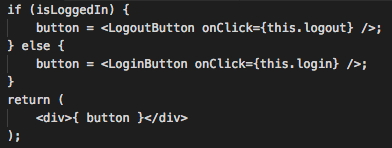 if (isLoggedIn) {
    button = <LogoutButton onClick={this.logout} />;
} else {
    button = <LoginButton onClick={this.login} />;
}
return (
    <div>{ button }</div>
);